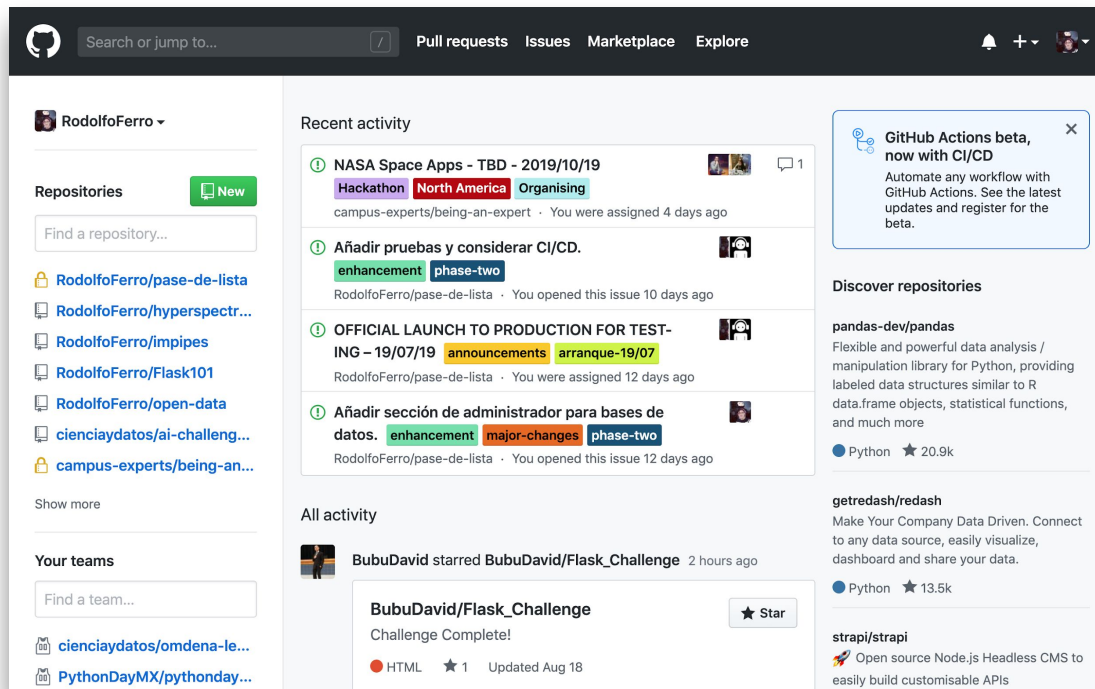 Search or jump to... /
Pull requests Issues Marketplace Explore
RodolfoFerro
Repositories
New
Find a repository...
RodolfoFerro/pase-de-lista
RodolfoFerro/hyperspectr...
RodolfoFerro/impipes
RodolfoFerro/Flask101
RodolfoFerro/open-data
cienciaydatos/ai-challeng...
campus-experts/being-an...
Show more
Your teams
Find a team...
cienciaydatos/omdena-le...
PythonDayMX/pythonday...
Recent activity
NASA Space Apps - TBD - 2019/10/19
1
Hackathon North America Organising
campus-experts/being-an-expert · You were assigned 4 days ago
Añadir pruebas y considerar CI/CD.
enhancement phase-two
RodolfoFerro/pase-de-lista · You opened this issue 10 days ago
OFFICIAL LAUNCH TO PRODUCTION FOR TEST-
ING – 19/07/19 announcements arranque-19/07
RodolfoFerro/pase-de-lista · You were assigned 12 days ago
Añadir sección de administrador para bases de
datos. enhancement major-changes phase-two
RodolfoFerro/pase-de-lista · You opened this issue 12 days ago
All activity
BubuDavid starred BubuDavid/Flask_Challenge 2 hours ago
BubuDavid/Flask_Challenge
Star
Challenge Complete!
HTML 1 Updated Aug 18
GitHub Actions beta,
now with CI/CD
Automate any workflow with
GitHub Actions. See the latest
updates and register for the
beta.
Discover repositories
pandas-dev/pandas
Flexible and powerful data analysis /
manipulation library for Python, providing
labeled data structures similar to R
data.frame objects, statistical functions,
and much more
Python 20.9k
getredash/redash
Make Your Company Data Driven. Connect
to any data source, easily visualize,
dashboard and share your data.
Python 13.5k
strapi/strapi
🚀 Open source Node.js Headless CMS to
easily build customisable APIs